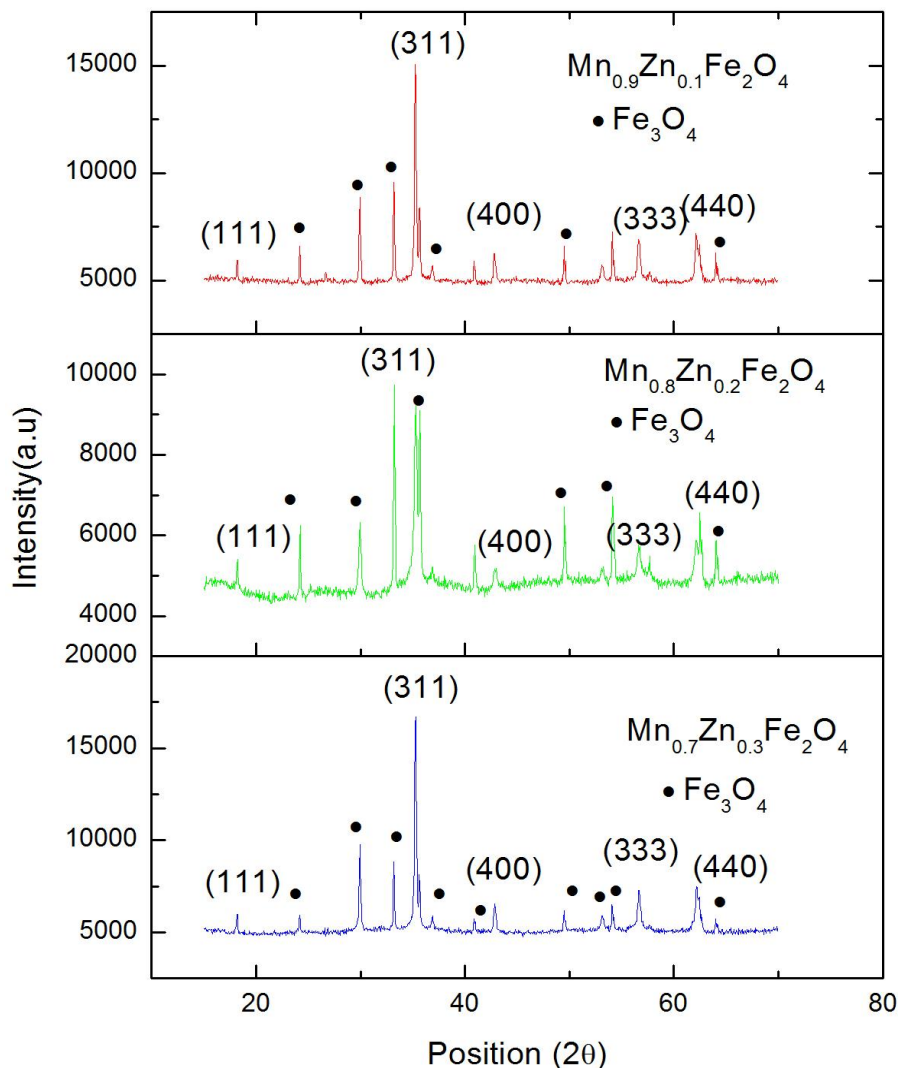 Intensity(a.u)
15000
10000
5000
(111)
(311)
(400)
(333)
(440)
Mn0.9Zn0.1Fe2O4
● Fe3O4
10000
8000
6000
4000
(111)
(311)
(400)
(333)
(440)
Mn0.8Zn0.2Fe2O4
● Fe3O4
20000
15000
10000
5000
(111)
(311)
(400)
(333)
(440)
Mn0.7Zn0.3Fe2O4
● Fe3O4
20 40 60 80
Position (2θ)